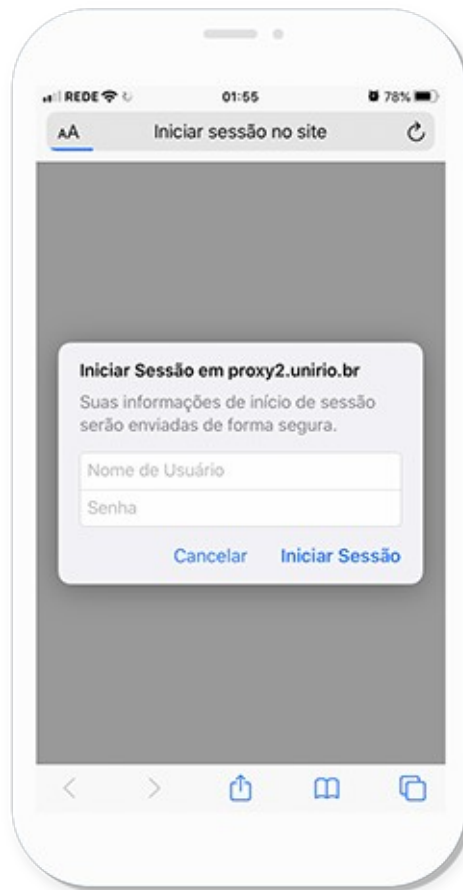 REDE 01:55 78%
AA Iniciar sessão no site
Iniciar Sessão em proxy2.unirio.br
Suas informações de início de sessão
serão enviadas de forma segura.
Nome de Usuário
Senha
Cancelar Iniciar Sessão